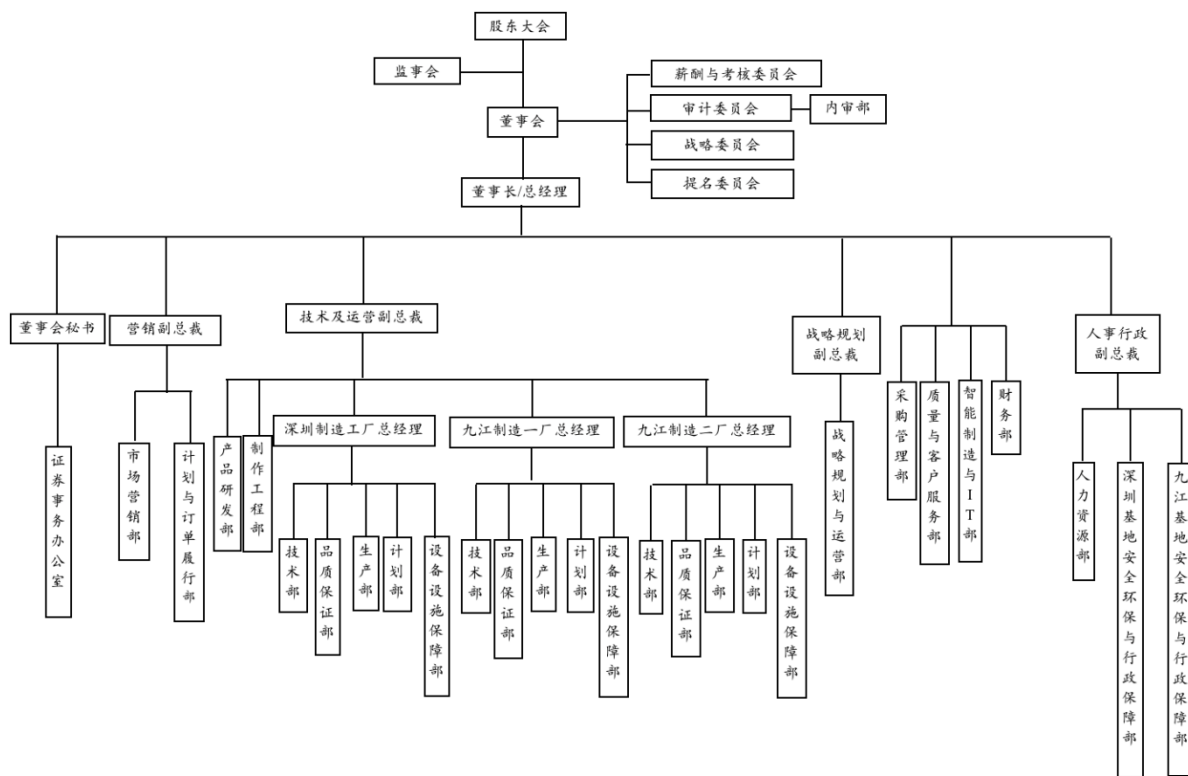 股东大会
监事会
薪酬与考核委员会
审计委员会
内审部
董事会
战略委员会
提名委员会
董事长/总经理
董事会秘书
营销副总裁
技术及运营副总裁
战略规划
副总裁
人事行政
副总裁
采购管理部
质量与客户服务部
智能制造与IT部
财务部
深圳制造工厂总经理
九江制造一厂总经理
九江制造二厂总经理
证券事务办公室
市场营销部
计划与订单履行部
产品研发部
制作工程部
战略规划与运营部
人力资源部
深圳基地安全环保与行政保障部
九江基地安全环保与行政保障部
技术部
品质保证部
生产部
计划部
设备设施保障部
技术部
品质保证部
生产部
计划部
设备设施保障部
技术部
品质保证部
生产部
计划部
设备设施保障部